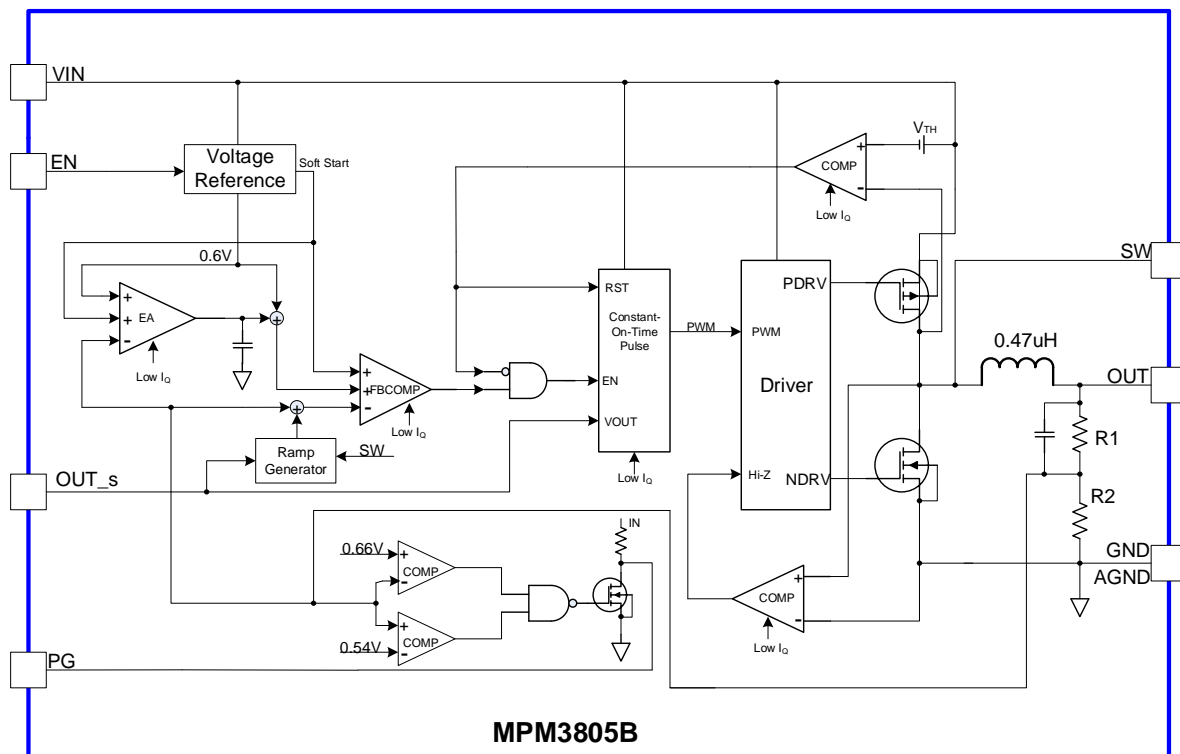 VIN
EN
Voltage
Reference
Soft Start
0.6V
+
+
-
EA
Low IQ
+
+
+
+
-
FBCOMP
Low IQ
Ramp
Generator
SW
OUT_s
VTH
+
-
COMP
Low IQ
RST
Constant-
On-Time
Pulse
EN
VOUT
Low IQ
PWM
PDRV
PWM
Driver
Hi-Z
NDRV
SW
0.47uH
OUT
R1
R2
GND
AGND
0.66V
+
-
COMP
+
-
COMP
0.54V
IN
+
-
COMP
Low IQ
PG
MPM3805B